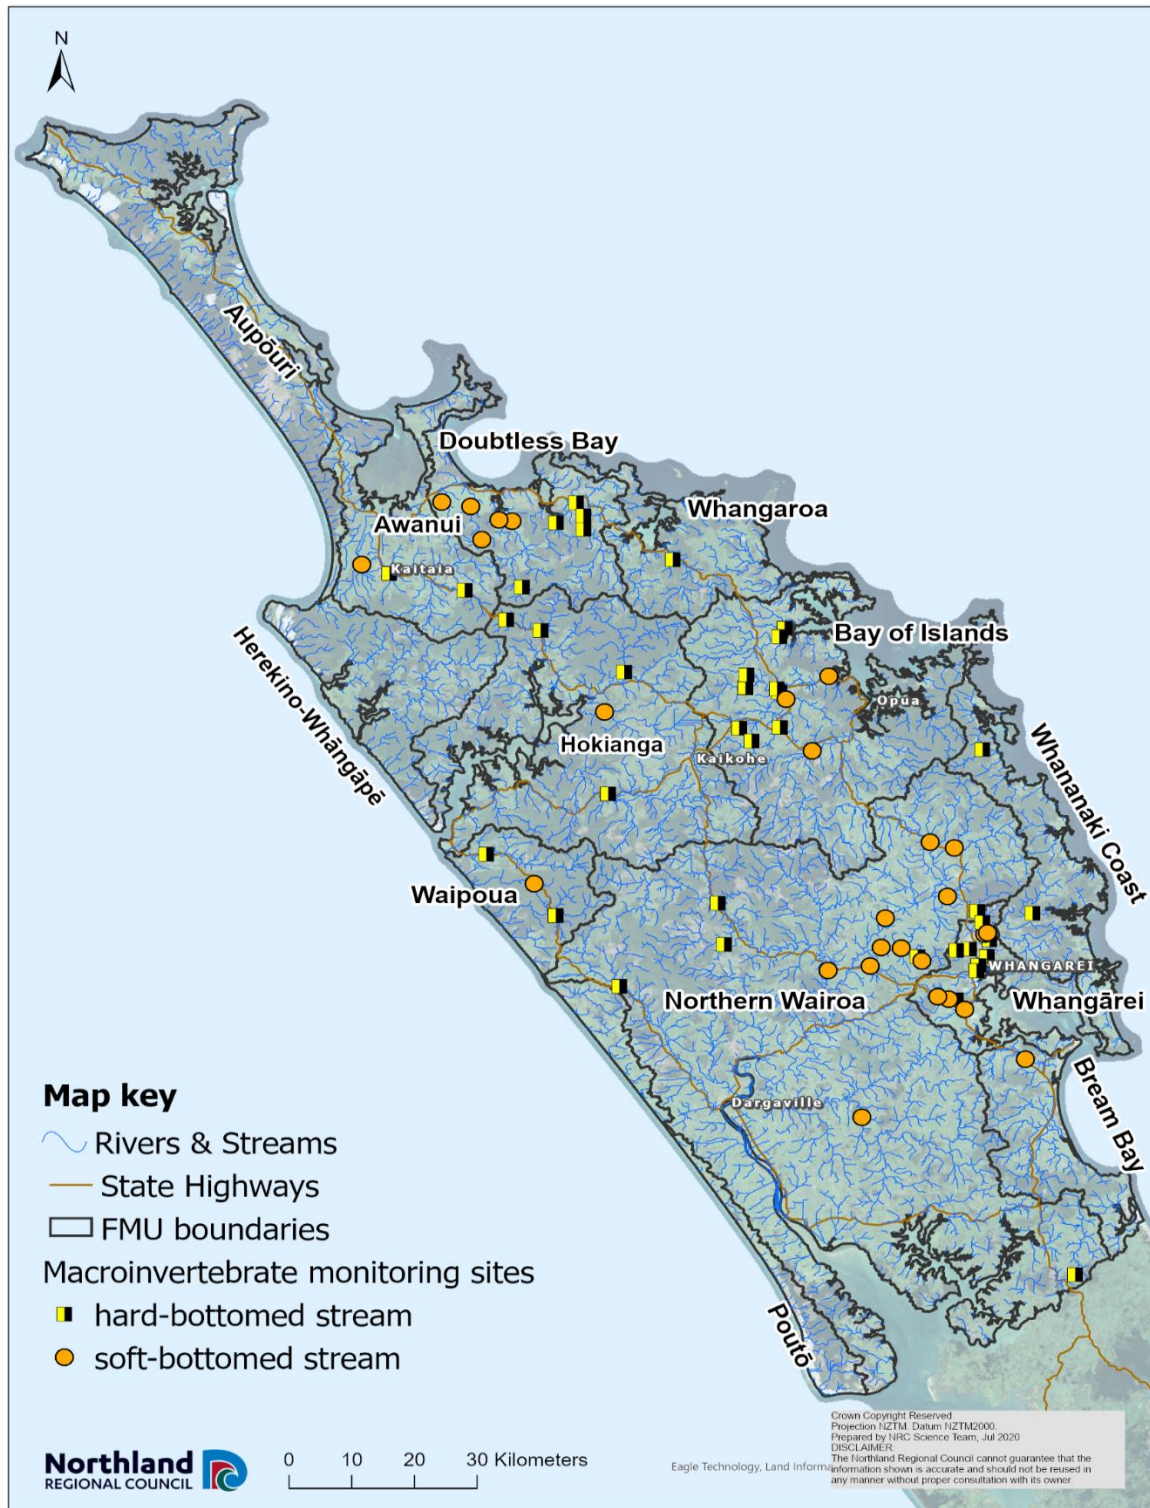 N
Aupōuri
Doubtless Bay
Whangaroa
Awanui
Kaitaia
Bay of Islands
Opua
Herekino-Whāngāpē
Hokianga
Kaikohe
Whananaki Coast
Waipoua
WHANGAREI
Northern Wairoa
Whangārei
Bream Bay
Dargaville
Poutō
Map key
Rivers & Streams
State Highways
FMU boundaries
Macroinvertebrate monitoring sites
hard-bottomed stream
soft-bottomed stream
Northland
REGIONAL COUNCIL
0 10 20 30 Kilometers
Eagle Technology, Land Informa
Crown Copyright Reserved
Projection NZTM. Datum NZTM2000.
Prepared by NRC Science Team, Jul 2020
DISCLAIMER:
The Northland Regional Council cannot guarantee that the
information shown is accurate and should not be reused in
any manner without proper consultation with its owner.